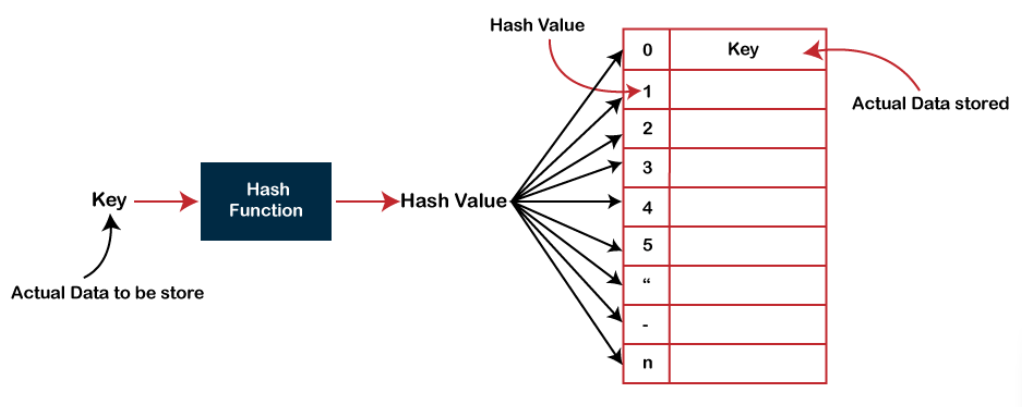 Hash Value
0 Key
1
Actual Data stored
2
3
Hash
Function
Key
Hash Value
4
5
Actual Data to be store
“
-
n